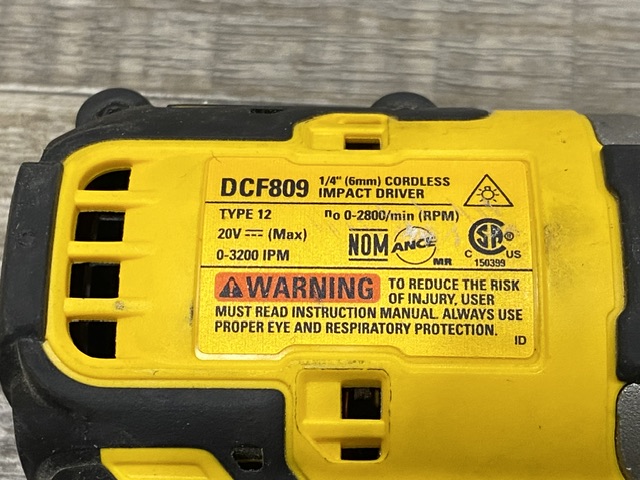 DCF809 1/4" (6mm) CORDLESS IMPACT DRIVER
TYPE 12 no 0-2800/min (RPM)
20V ⎓ (Max)
0-3200 IPM
NOM ANCE MR
SA
C US
150399
⚠WARNING TO REDUCE THE RISK
OF INJURY, USER
MUST READ INSTRUCTION MANUAL. ALWAYS USE
PROPER EYE AND RESPIRATORY PROTECTION.
ID